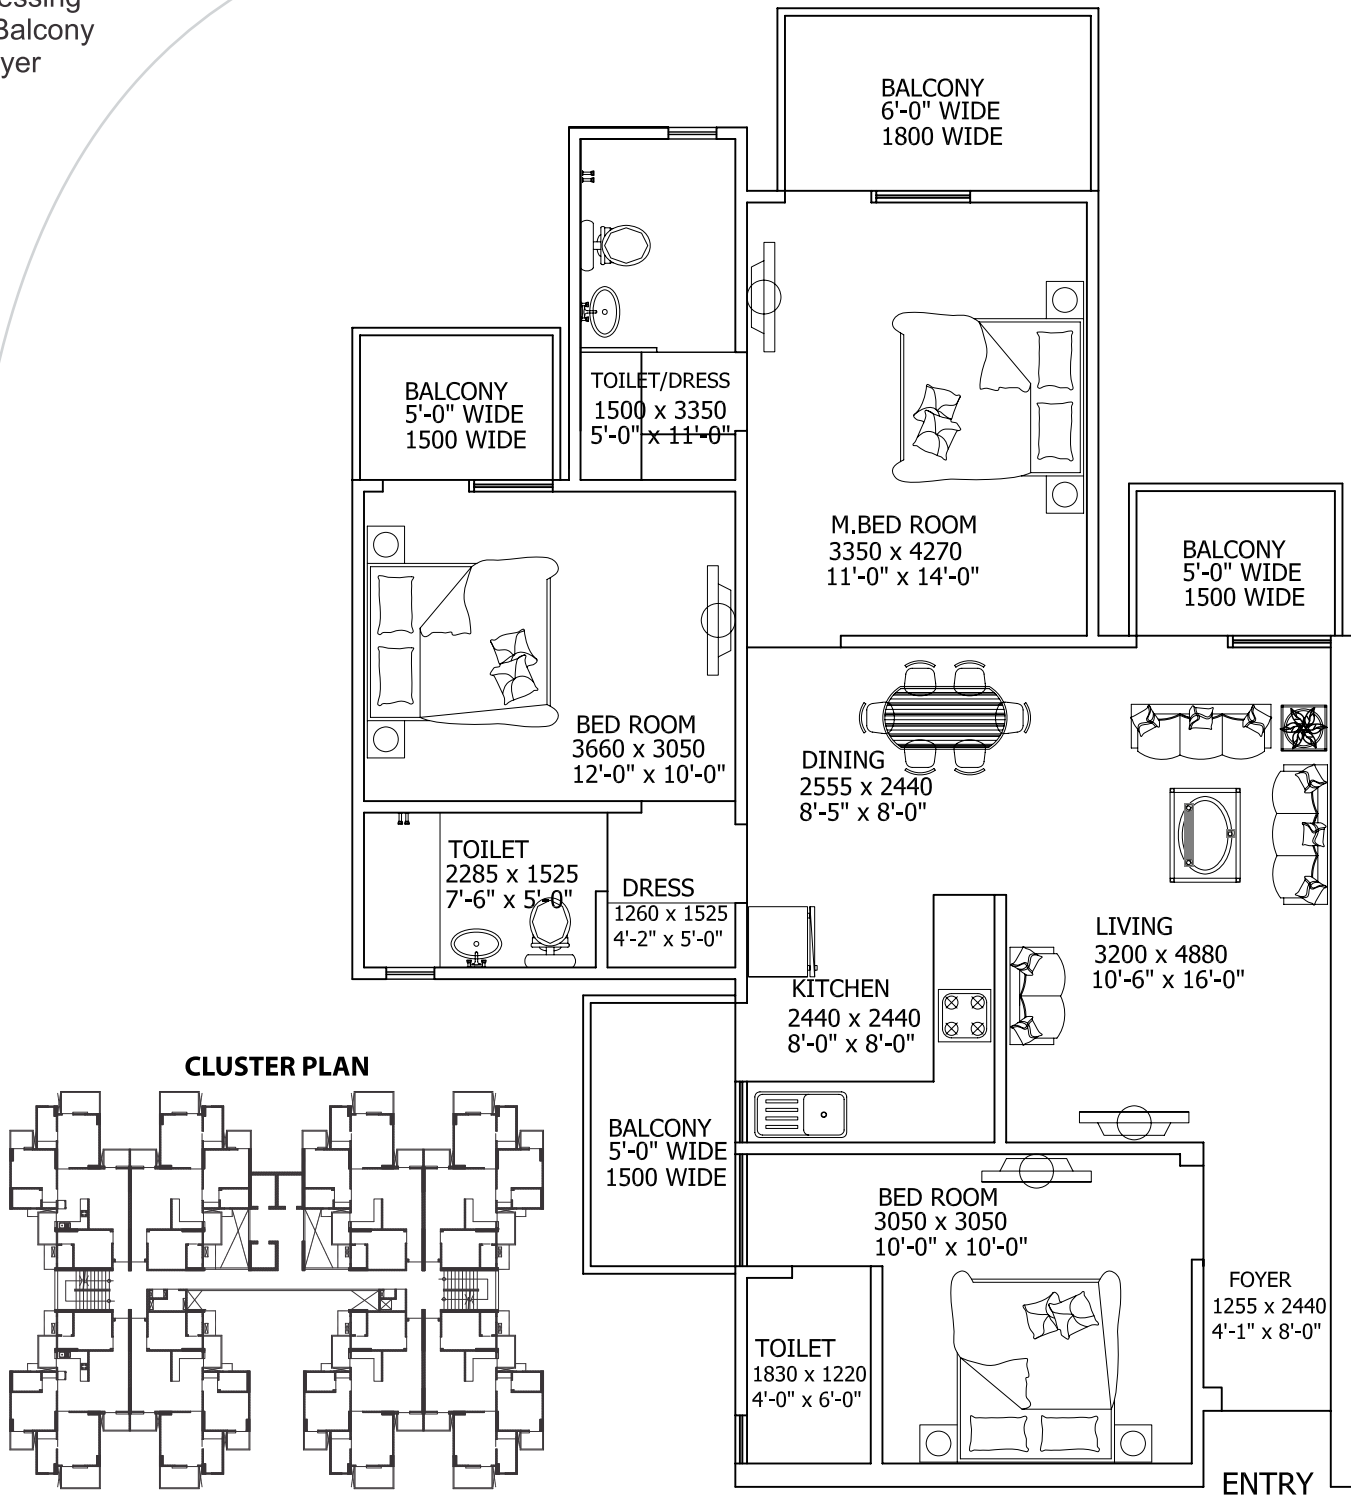 Balcony
BALCONY
6'-0" WIDE
1800 WIDE
TOILET/DRESS
1500 x 3350
5'-0" x 11'-0"
BALCONY
5'-0" WIDE
1500 WIDE
M.BED ROOM
3350 x 4270
11'-0" x 14'-0"
BALCONY
5'-0" WIDE
1500 WIDE
BED ROOM
3660 x 3050
12'-0" x 10'-0"
DINING
2555 x 2440
8'-5" x 8'-0"
TOILET
2285 x 1525
7'-6" x 5'-0"
DRESS
1260 x 1525
4'-2" x 5'-0"
LIVING
3200 x 4880
10'-6" x 16'-0"
KITCHEN
2440 x 2440
8'-0" x 8'-0"
CLUSTER PLAN
BALCONY
5'-0" WIDE
1500 WIDE
BED ROOM
3050 x 3050
10'-0" x 10'-0"
FOYER
1255 x 2440
4'-1" x 8'-0"
TOILET
1830 x 1220
4'-0" x 6'-0"
ENTRY